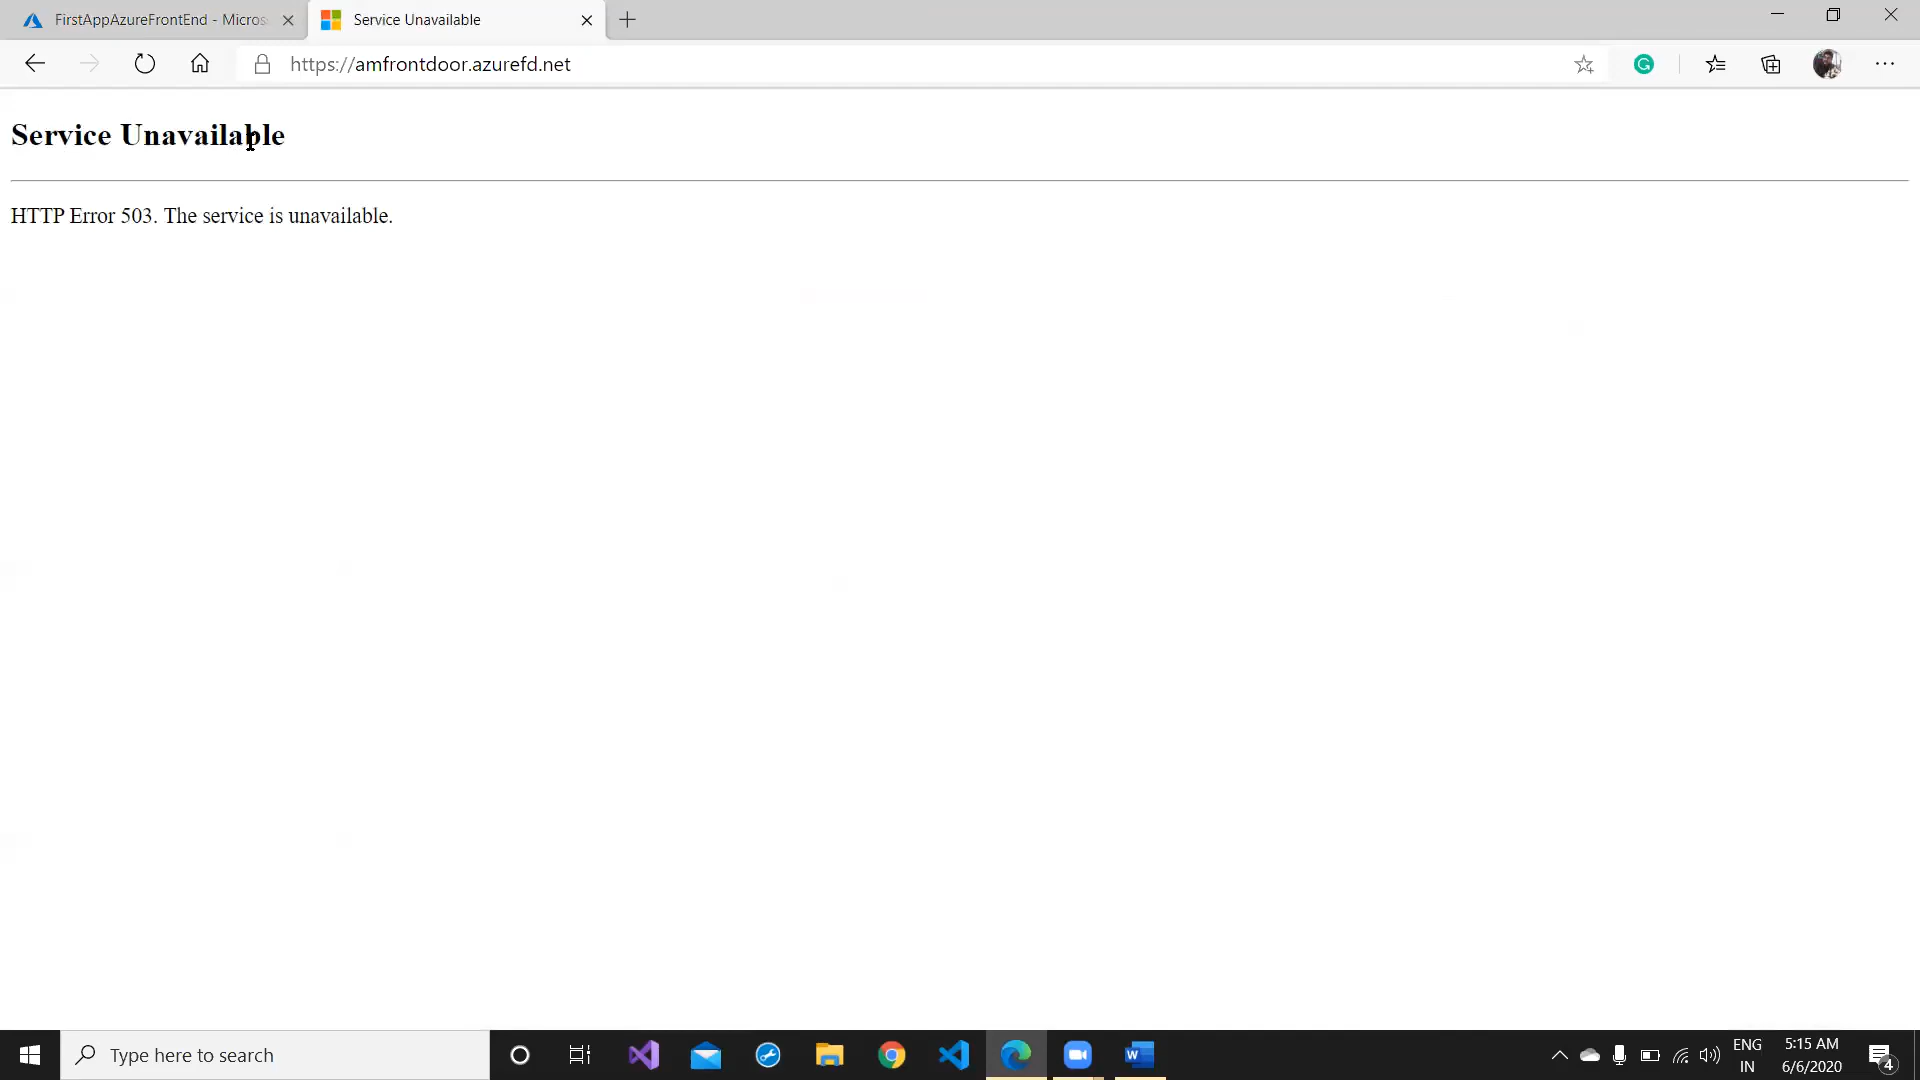 FirstAppAzureFrontEnd - Micros
Service Unavailable
https://amfrontdoor.azurefd.net
Service Unavailable
HTTP Error 503. The service is unavailable.
Type here to search
ENG
IN
5:15 AM
6/6/2020
4